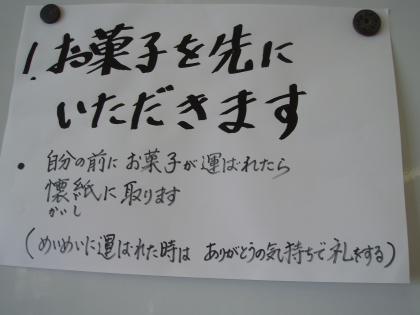 1. お菓子を先に
いただきます
• 自分の前に お菓子が 運ばれたら
懐紙に取ります
かいし
(めいめいに運ばれた時は ありがとうの気持ちで礼をする)